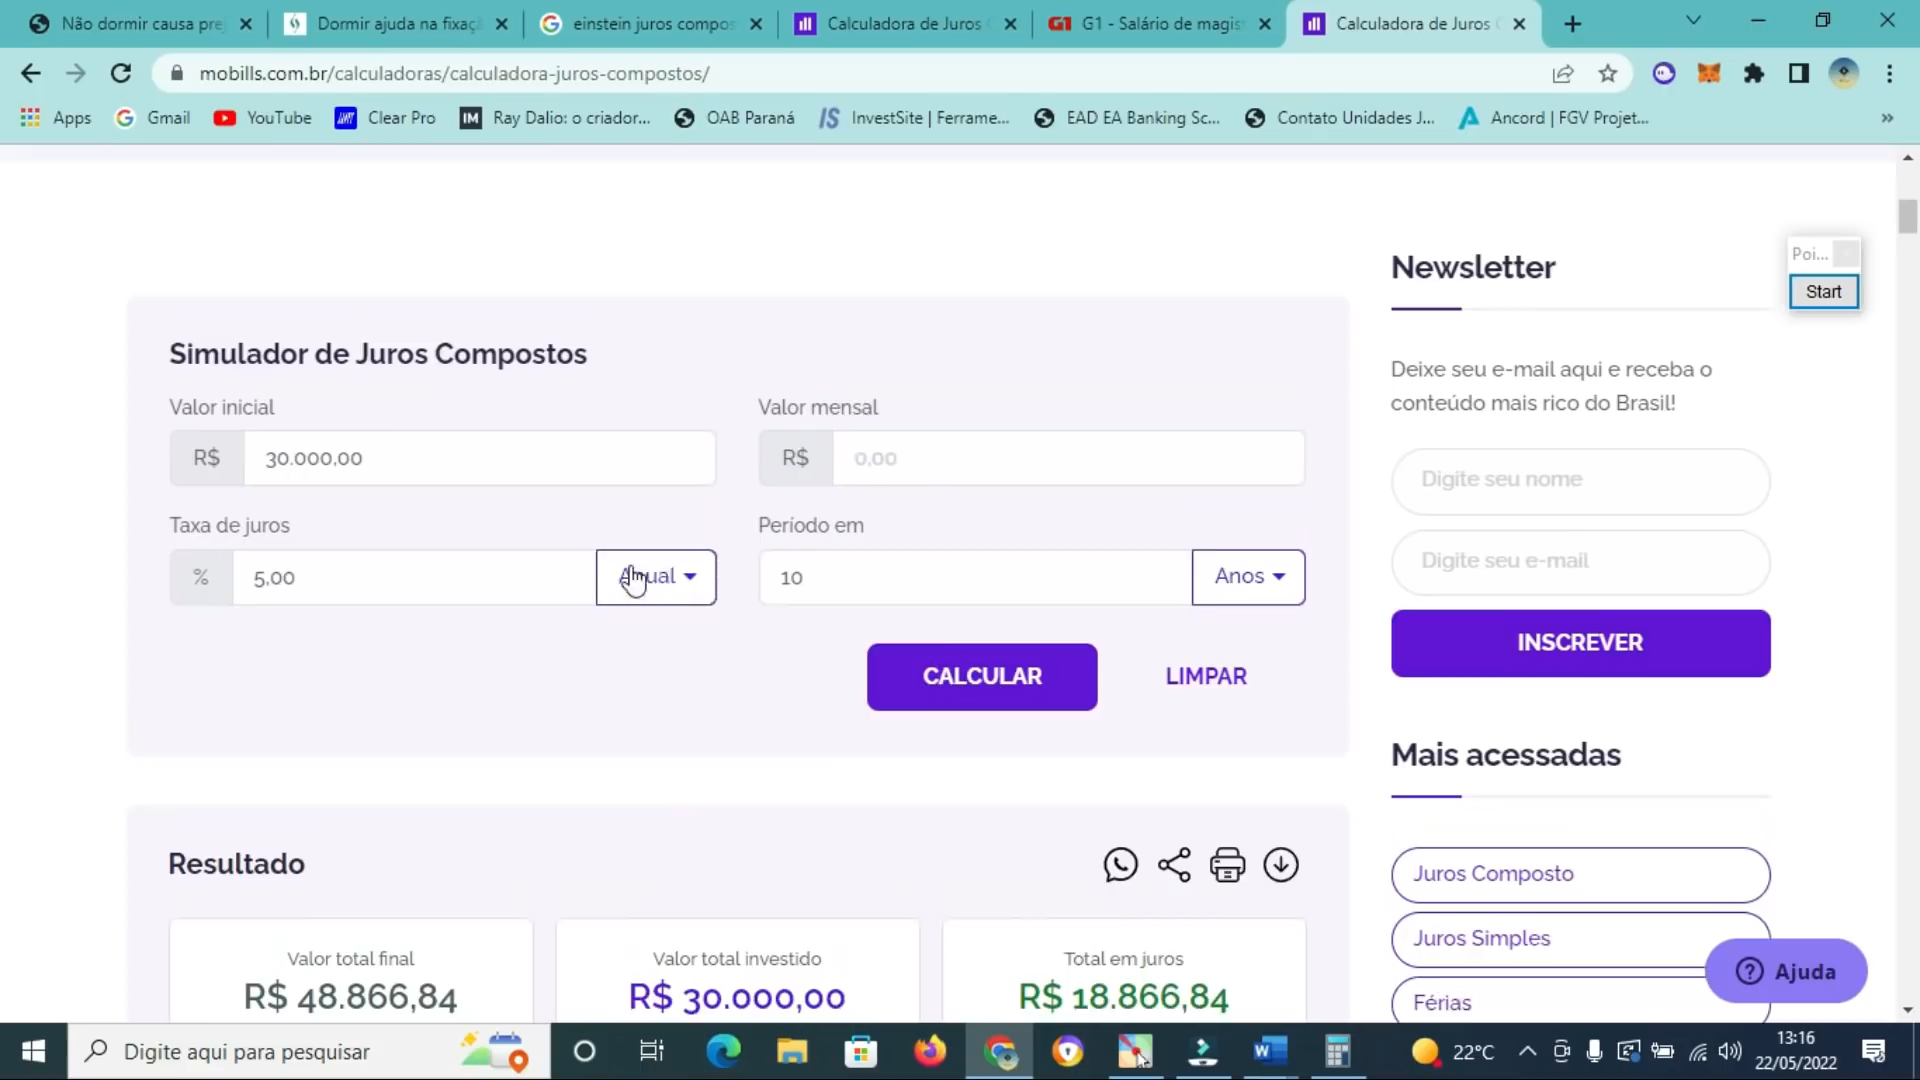 Não dormir causa pre
Dormir ajuda na fixaç
einstein juros compos
Calculadora de Juros
G1 G1 - Salário de magis
Calculadora de Juros
mobills.com.br/calculadoras/calculadora-juros-compostos/
Apps
Gmail
YouTube
Clear Pro
IM Ray Dalio: o criador...
OAB Paraná
IS InvestSite | Ferrame...
EAD EA Banking Sc...
Contato Unidades J...
Ancord | FGV Projet...
»
Poi...
Start
Simulador de Juros Compostos
Valor inicial
R$ 30.000,00
Valor mensal
R$ 0,00
Taxa de juros
% 5,00
Período em
10 Anos
CALCULAR
LIMPAR
Resultado
Valor total final
R$ 48.866,84
Valor total investido
R$ 30.000,00
Total em juros
R$ 18.866,84
Newsletter
Deixe seu e-mail aqui e receba o
conteúdo mais rico do Brasil!
Digite seu nome
Digite seu e-mail
INSCREVER
Mais acessadas
Juros Composto
Juros Simples
Férias
? Ajuda
Digite aqui para pesquisar
22°C
13:16
22/05/2022